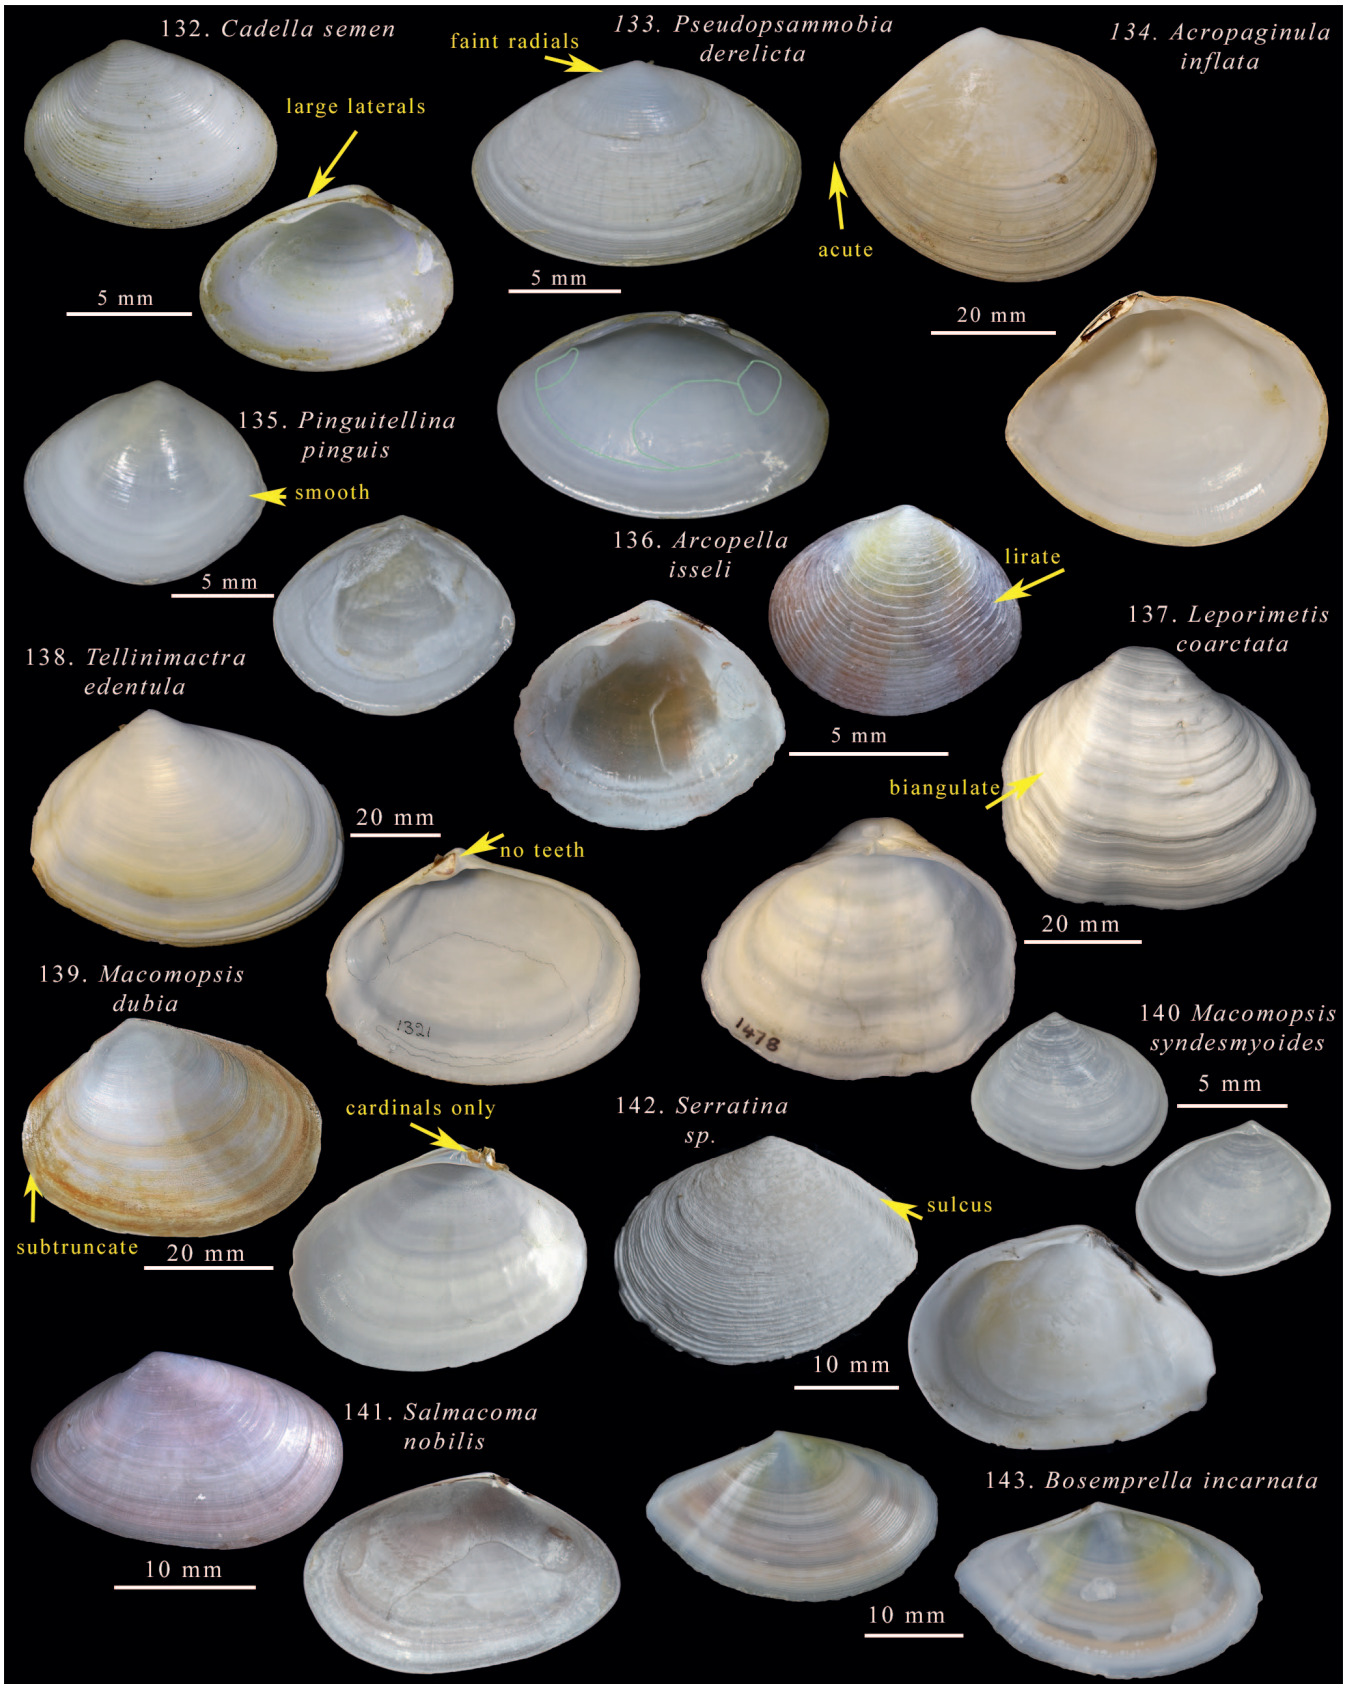 132. Cadella semen
faint radials
133. Pseudopsammobia
derelicta
134. Acropaginula
inflata
large laterals
acute
5 mm
5 mm
20 mm
135. Pinguitellina
pinguis
smooth
5 mm
136. Arcopella
isseli
lirate
137. Leporimetis
coarctata
138. Tellinimactra
edentula
5 mm
biangulate
20 mm
no teeth
20 mm
139. Macomopsis
dubia
1321
1478
140 Macomopsis
syndesmyoides
5 mm
cardinals only
142. Serratina
sp.
sulcus
subtruncate
20 mm
10 mm
141. Salmacoma
nobilis
143. Bosemprella incarnata
10 mm
10 mm